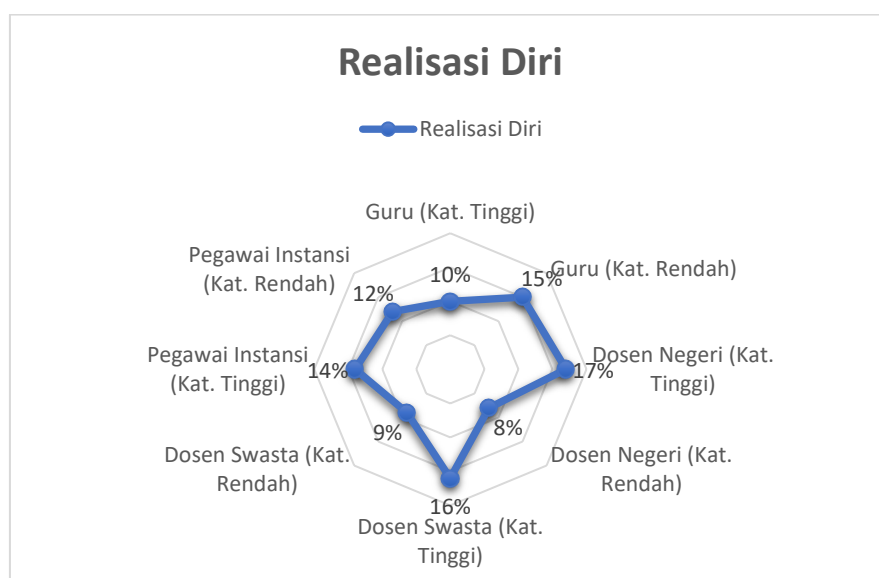 Realisasi Diri
Realisasi Diri
Guru (Kat. Tinggi)
10%
Guru (Kat. Rendah)
15%
Dosen Negeri (Kat.
Tinggi)
17%
Dosen Negeri (Kat.
Rendah)
8%
Dosen Swasta (Kat.
Tinggi)
16%
Dosen Swasta (Kat.
Rendah)
9%
Pegawai Instansi
(Kat. Tinggi)
14%
Pegawai Instansi
(Kat. Rendah)
12%